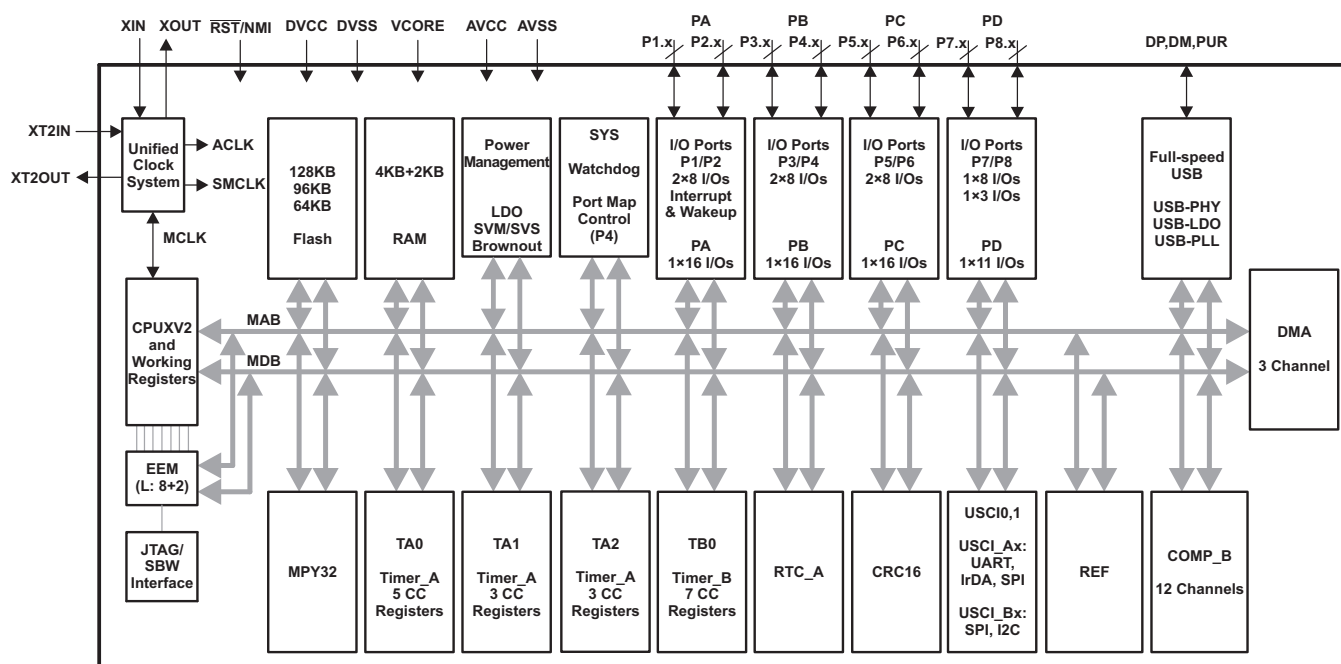 XIN
XOUT
RST/NMI
DVCC
DVSS
VCORE
AVCC
AVSS
PA
P1.x
P2.x
PB
P3.x
P4.x
PC
P5.x
P6.x
PD
P7.x
P8.x
DP,DM,PUR
XT2IN
XT2OUT
Unified
Clock
System
ACLK
SMCLK
MCLK
128KB
96KB
64KB
Flash
4KB+2KB
RAM
Power
Management
LDO
SVM/SVS
Brownout
SYS
Watchdog
Port Map
Control
(P4)
I/O Ports
P1/P2
2×8 I/Os
Interrupt
& Wakeup
PA
1×16 I/Os
I/O Ports
P3/P4
2×8 I/Os
PB
1×16 I/Os
I/O Ports
P5/P6
2×8 I/Os
PC
1×16 I/Os
I/O Ports
P7/P8
1×8 I/Os
1×3 I/Os
PD
1×11 I/Os
Full-speed
USB
USB-PHY
USB-LDO
USB-PLL
CPUXV2
and
Working
Registers
MAB
MDB
DMA
3 Channel
EEM
(L: 8+2)
JTAG/
SBW
Interface
MPY32
TA0
Timer_A
5 CC
Registers
TA1
Timer_A
3 CC
Registers
TA2
Timer_A
3 CC
Registers
TB0
Timer_B
7 CC
Registers
RTC_A
CRC16
USCI0,1
USCI_Ax:
UART,
IrDA, SPI
USCI_Bx:
SPI, I2C
REF
COMP_B
12 Channels